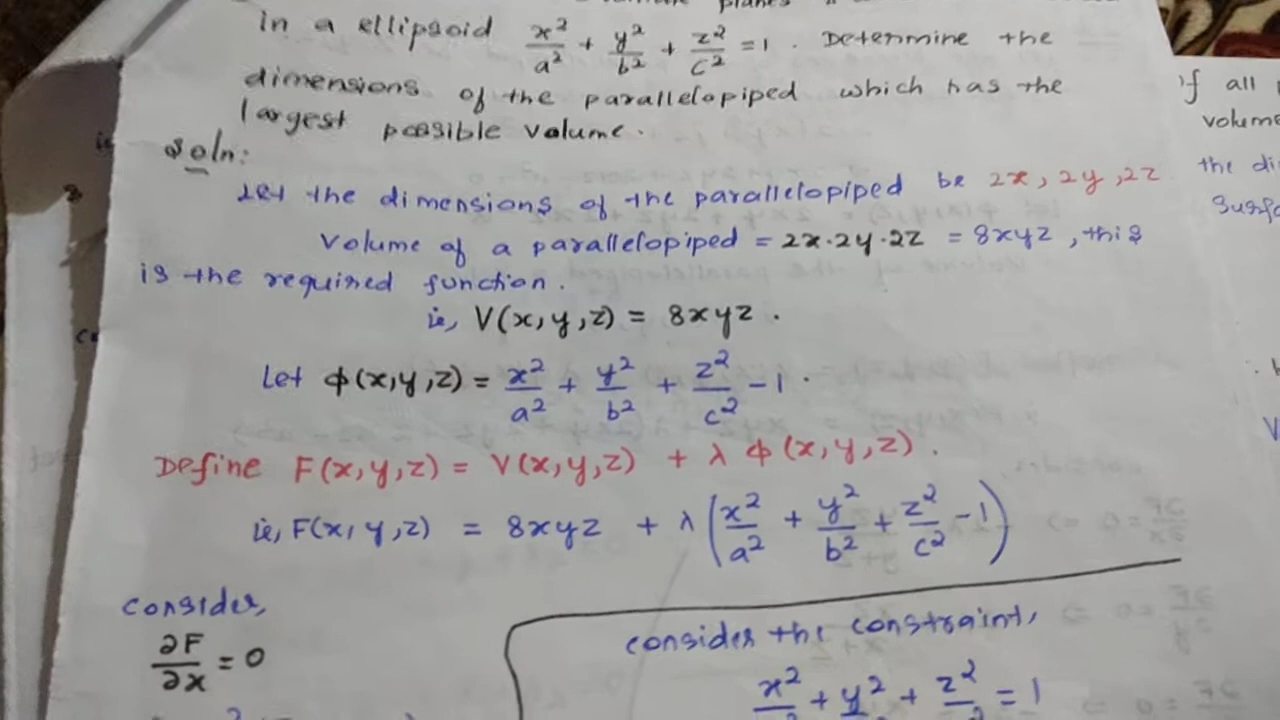 planes
in a ellipsoid x²/a² + y²/b² + z²/c² = 1. Determine the
dimensions of the parallelopiped which has the
largest possible volume.
Soln:
Let the dimensions of the parallelopiped be 2x, 2y, 2z
Volume of a parallelopiped = 2x·2y·2z = 8xyz, this
is the required function.
ie, V(x,y,z) = 8xyz.
Let ϕ(x,y,z) = x²/a² + y²/b² + z²/c² - 1.
Define F(x,y,z) = V(x,y,z) + λ ϕ(x,y,z).
ie, F(x,y,z) = 8xyz + λ(x²/a² + y²/b² + z²/c² - 1)
consider,
∂F/∂x = 0
consider the constraint,
x² + y² + z² = 1
if all
volume
the di
Surfa
V